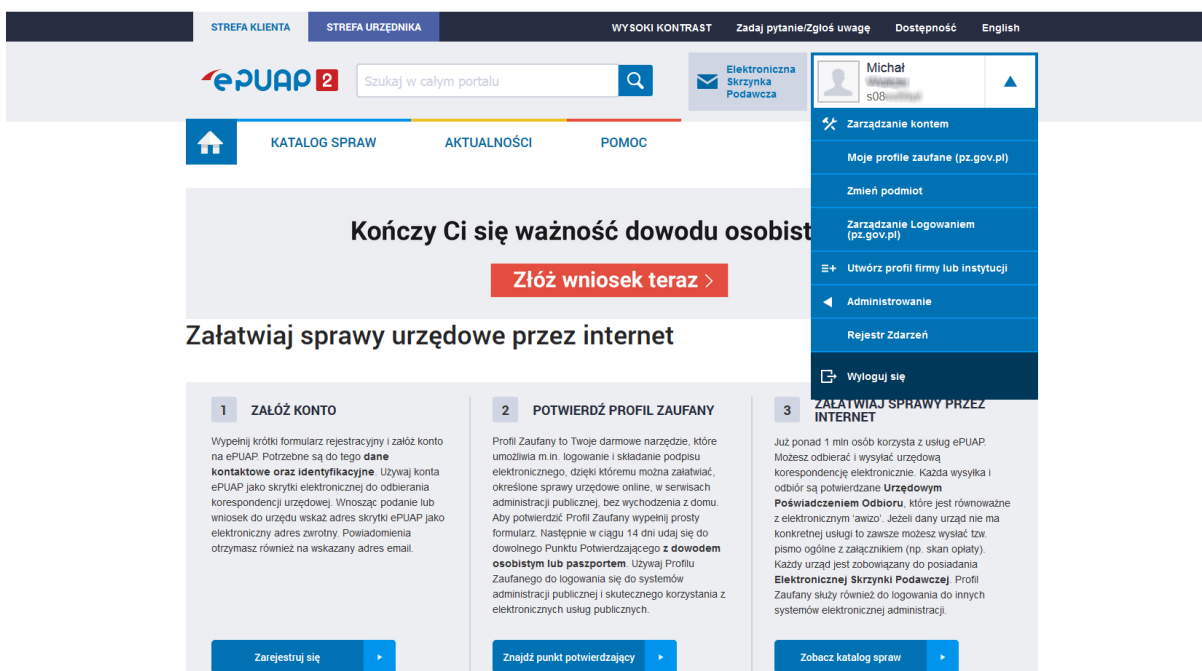 STREFA KLIENTA
STREFA URZĘDNIKA
WYSOKI KONTRAST
Zadaj pytanie/Zgłoś uwagę
Dostępność
English
ePUAP 2
Szukaj w całym portalu
Elektroniczna
Skrzynka
Podawcza
Michał
s08
KATALOG SPRAW
AKTUALNOŚCI
POMOC
Zarządzanie kontem
Moje profile zaufane (pz.gov.pl)
Zmień podmiot
Zarządzanie Logowaniem
(pz.gov.pl)
Utwórz profil firmy lub instytucji
Administrowanie
Rejestr Zdarzeń
Wyloguj się
Kończy Ci się ważność dowodu osobist
Złóż wniosek teraz >
Załatwiaj sprawy urzędowe przez internet
1 ZAŁÓŻ KONTO
Wypełnij krótki formularz rejestracyjny i załóż konto
na ePUAP. Potrzebne są do tego dane
kontaktowe oraz identyfikacyjne. Używaj konta
ePUAP jako skrytki elektronicznej do odbierania
korespondencji urzędowej. Wnosząc podanie lub
wniosek do urzędu wskaż adres skrytki ePUAP jako
elektroniczny adres zwrotny. Powiadomienia
otrzymasz również na wskazany adres email.
Zarejestruj się
2 POTWIERDŹ PROFIL ZAUFANY
Profil Zaufany to Twoje darmowe narzędzie, które
umożliwia m.in. logowanie i składanie podpisu
elektronicznego, dzięki któremu można załatwiać,
określone sprawy urzędowe online, w serwisach
administracji publicznej, bez wychodzenia z domu.
Aby potwierdzić Profil Zaufany wypełnij prosty
formularz. Następnie w ciągu 14 dni udaj się do
dowolnego Punktu Potwierdzającego z dowodem
osobistym lub paszportem. Używaj Profilu
Zaufanego do logowania się do systemów
administracji publicznej i skutecznego korzystania z
elektronicznych usług publicznych.
Znajdź punkt potwierdzający
3 ZAŁATWIAJ SPRAWY PRZEZ
INTERNET
Już ponad 1 mln osób korzysta z usług ePUAP.
Możesz odbierać i wysyłać urzędową
korespondencję elektronicznie. Każda wysyłka i
odbiór są potwierdzane Urzędowym
Poświadczeniem Odbioru, które jest równoważne
z elektronicznym 'awizo'. Jeżeli dany urząd nie ma
konkretnej usługi to zawsze możesz wysłać tzw.
pismo ogólne z załącznikiem (np. skan opłaty).
Każdy urząd jest zobowiązany do posiadania
Elektronicznej Skrzynki Podawczej. Profil
Zaufany służy również do logowania do innych
systemów elektronicznej administracji.
Zobacz katalog spraw